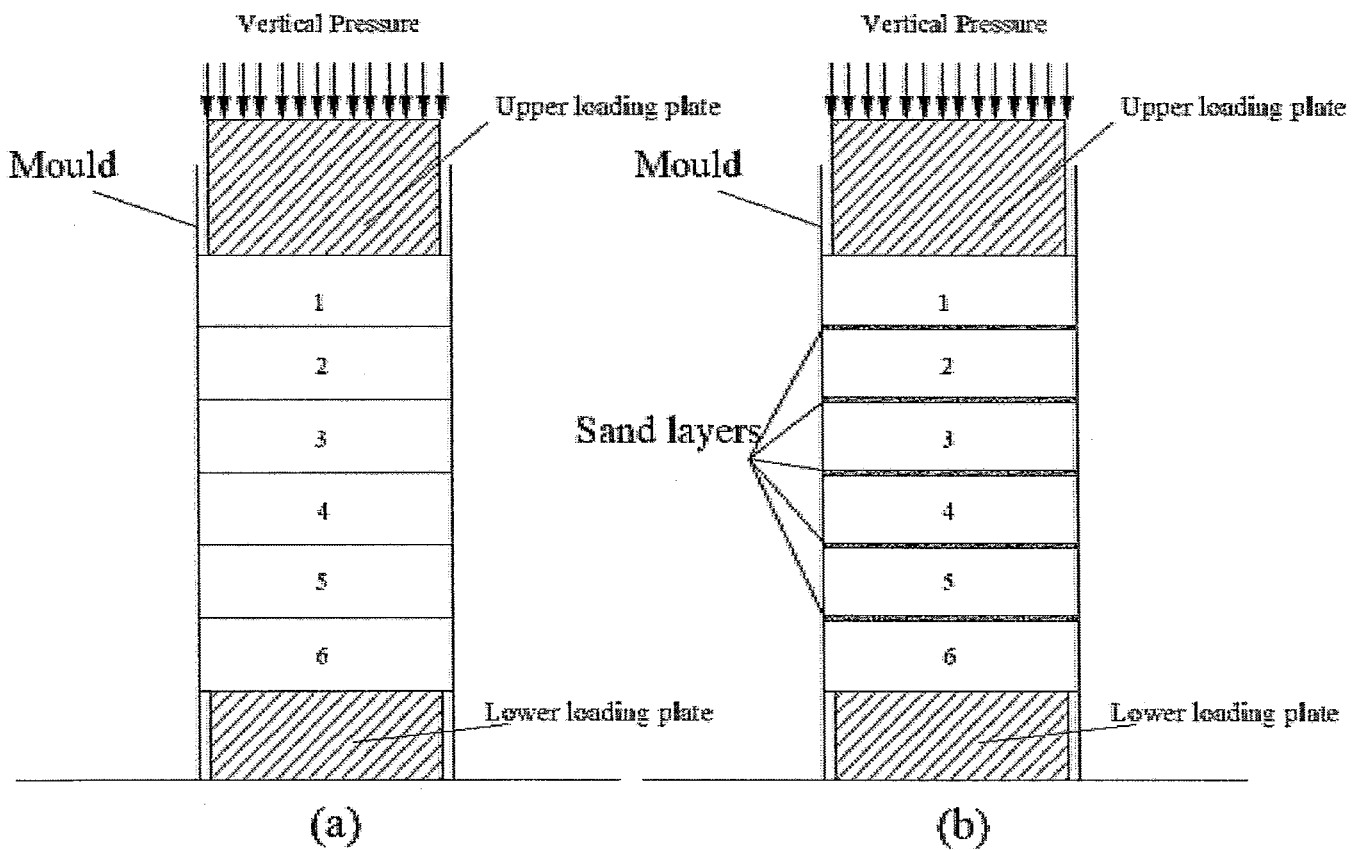 Vertical Pressure
Upper loading plate
Mould
1
2
3
4
5
6
Lower loading plate
(a)
Vertical Pressure
Upper loading plate
Mould
1
2
Sand layers
3
4
5
6
Lower loading plate
(b)